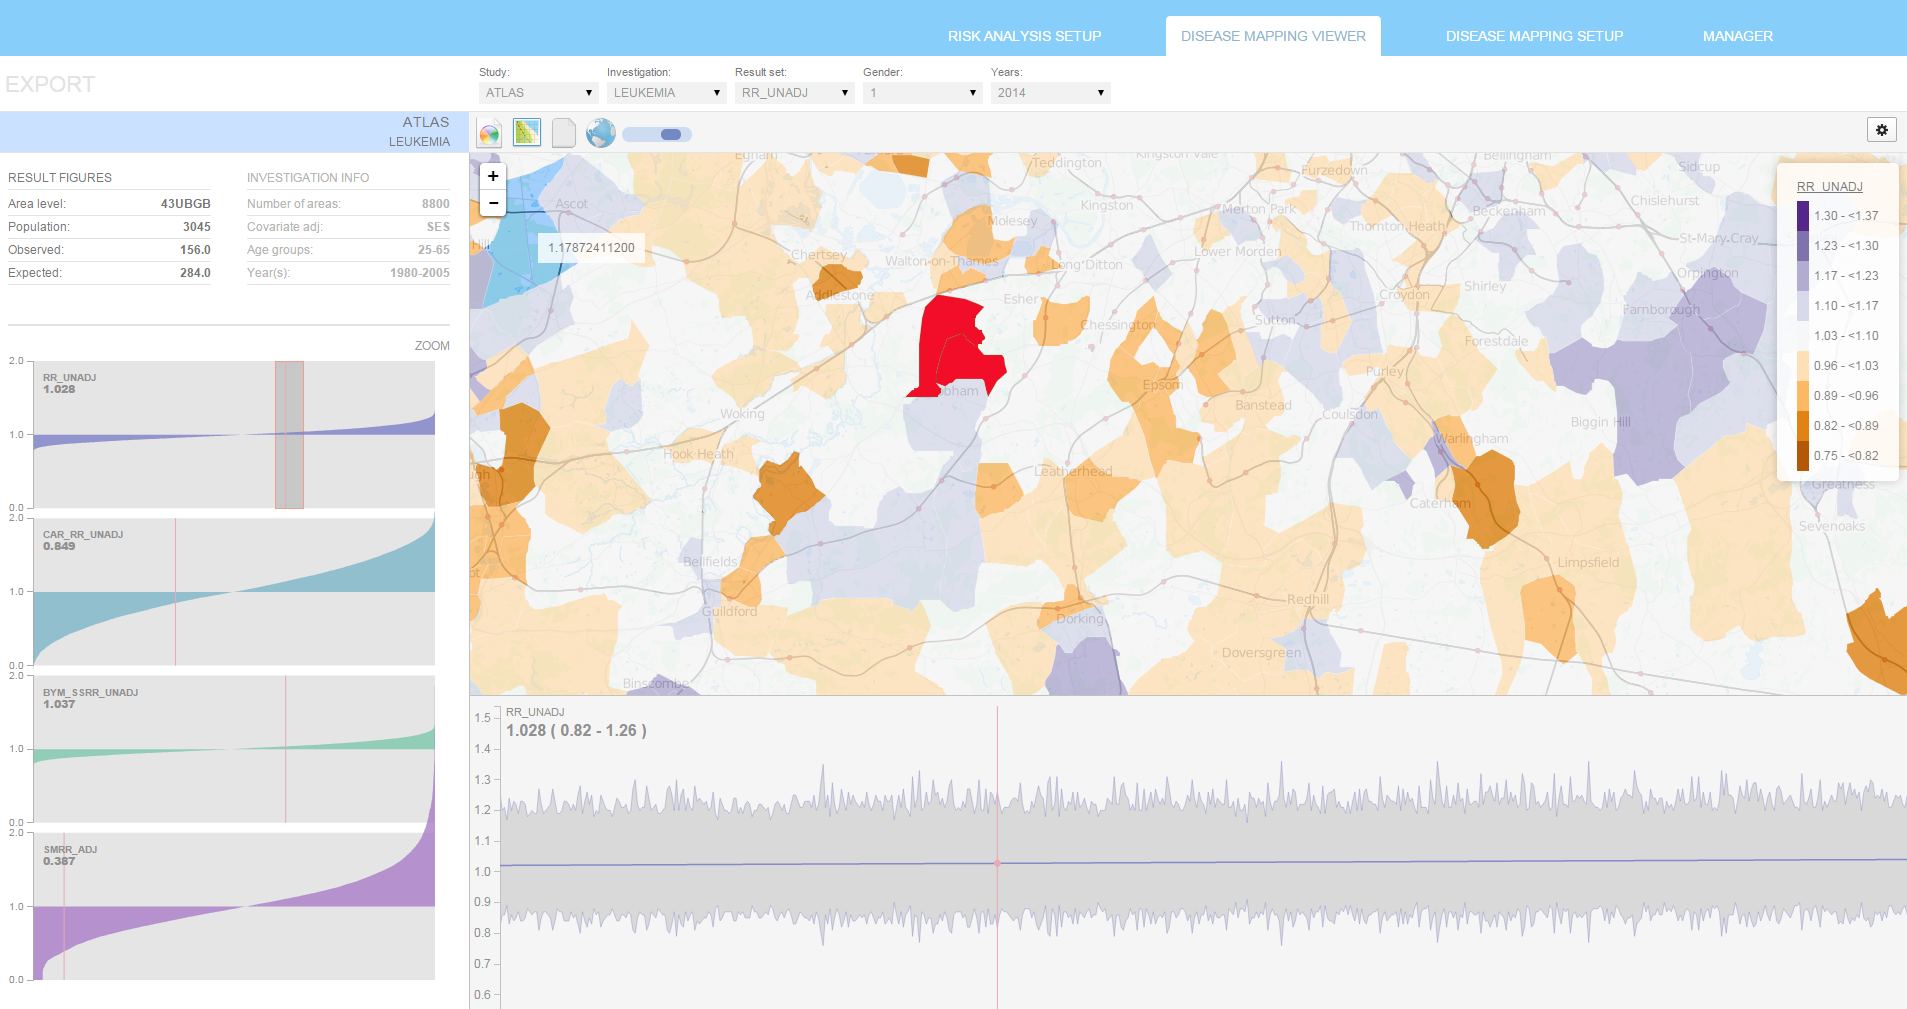 RISK ANALYSIS SETUP
DISEASE MAPPING VIEWER
DISEASE MAPPING SETUP
MANAGER
EXPORT
Study:
Investigation:
Result set:
Gender:
Years:
ATLAS
LEUKEMIA
RR_UNADJ
1
2014
ATLAS
LEUKEMIA
RESULT FIGURES
Area level: 43UBGB
Population: 3045
Observed: 156.0
Expected: 284.0
INVESTIGATION INFO
Number of areas: 8800
Covariate adj: SES
Age groups: 25-65
Year(s): 1980-2005
ZOOM
2.0
RR_UNADJ
1.028
1.0
0.0
2.0
CAR_RR_UNADJ
0.849
1.0
0.0
2.0
BYM_SSRR_UNADJ
1.037
1.0
0.0
2.0
SMRR_ADJ
0.387
1.0
0.0
+
−
1.17872411200
Egham
Teddington
Kingston Vale
Furzedown
Bellingham
Sidcup
Ascot
Molesey
Kingston
Merton Park
Beckenham
Chislehurst
Thornton Heath
St-Mary.Cray
Hill
Chertsey
Walton-on-Thames
Long Ditton
Lower Morden
Orpington
Addlestone
Esher
Croydon
Shirley
Farnborough
Chessington
Sutton
Forestdale
Purley
Epsom
obham
Woking
Banstead
Coulsdon
Biggin Hill
Warlingham
Hook Heath
Leatherhead
ugh
Caterham
Greatness
Sevenoaks
Bellfields
Limpsfield
ot
Guildford
Redhill
Dorking
Doversgreen
Binscombe
RR_UNADJ
1.30 - <1.37
1.23 - <1.30
1.17 - <1.23
1.10 - <1.17
1.03 - <1.10
0.96 - <1.03
0.89 - <0.96
0.82 - <0.89
0.75 - <0.82
RR_UNADJ
1.028 ( 0.82 - 1.26 )
1.5
1.4
1.3
1.2
1.1
1.0
0.9
0.8
0.7
0.6